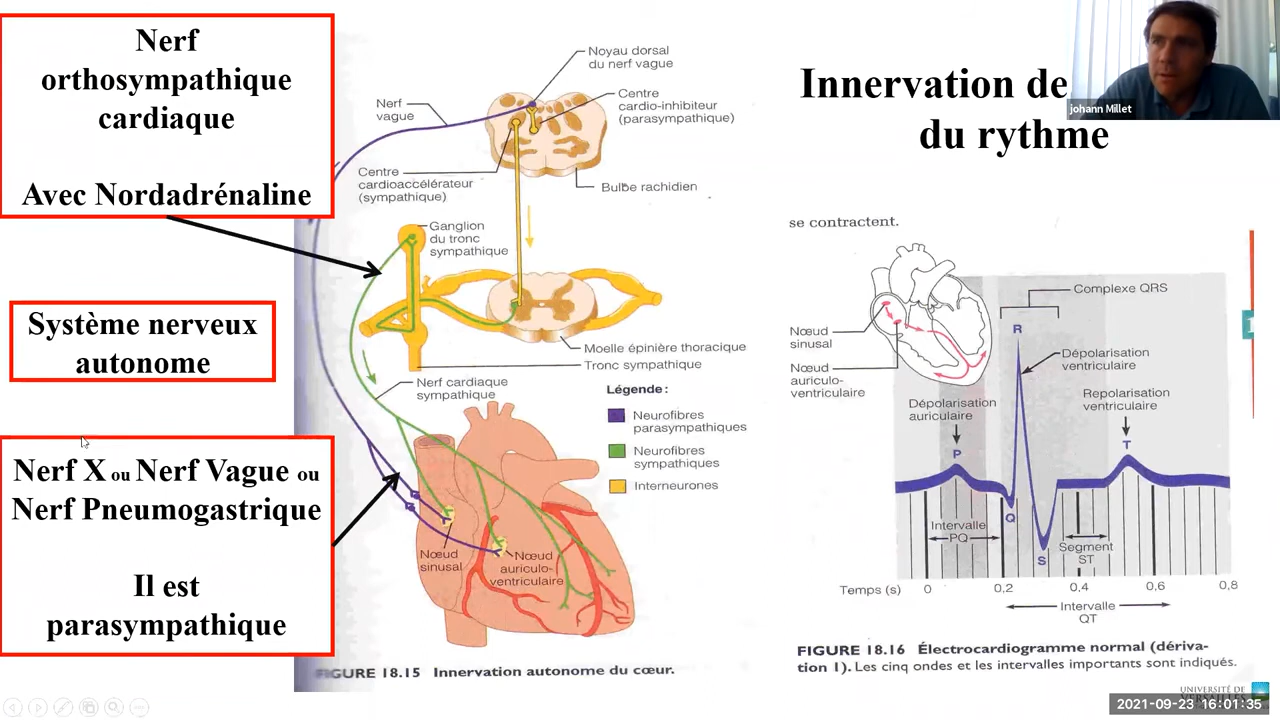 Nerf
orthosympathique
cardiaque
Avec Nordadrénaline
Système nerveux
autonome
Nerf X ou Nerf Vague ou
Nerf Pneumogastrique
Il est
parasympathique
Noyau dorsal
du nerf vague
Nerf
vague
Centre
cardio-inhibiteur
(parasympathique)
Centre
cardioaccélérateur
(sympathique)
Bulbe rachidien
Ganglion
du tronc
sympathique
Moelle épinière thoracique
Tronc sympathique
Nerf cardiaque
sympathique
Légende:
Neurofibres
parasympathiques
Neurofibres
sympathiques
Interneurones
Nœud
sinusal
Nœud
auriculo-
ventriculaire
FIGURE 18.15 Innervation autonome du cœur.
Innervation de
du rythme
johann Millet
se contractent.
Nœud
sinusal
Nœud
auriculo-
ventriculaire
Complexe QRS
R
Dépolarisation
ventriculaire
Dépolarisation
auriculaire
Repolarisation
ventriculaire
P
T
Q
S
Intervalle
PQ
Segment
ST
Temps (s) 0 0,2 0,4 0,6 0,8
Intervalle
QT
FIGURE 18.16 Électrocardiogramme normal (dériva-
tion 1). Les cinq ondes et les intervalles importants sont indiqués.
UNIVERSITÉ DE
2021-09-23 16:01:35